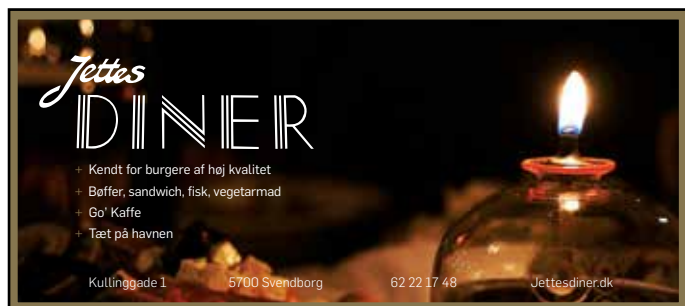 Jettes
DINER
+ Kendt for burgere af høj kvalitet
+ Bøffer, sandwich, fisk, vegetarmad
+ Go' Kaffe
+ Tæt på havnen
Kullinggade 1 5700 Svendborg 62 22 17 48 Jettesdiner.dk